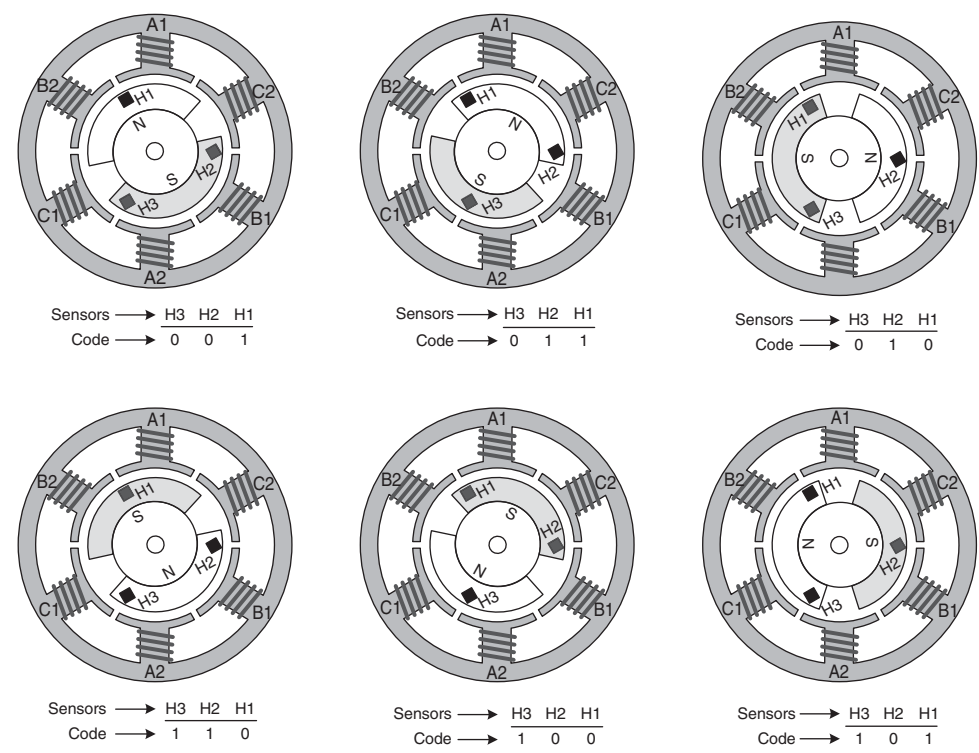 A1
B2
C2
H1
N
S
H2
H3
C1
B1
A2
Sensors → H3 H2 H1
Code → 0 0 1
A1
B2
C2
H1
N
H2
S
H3
C1
B1
A2
Sensors → H3 H2 H1
Code → 0 1 1
A1
B2
C2
H1
S
N
H2
H3
C1
B1
Sensors → H3 H2 H1
Code → 0 1 0
A1
B2
C2
H1
S
H2
N
H3
C1
B1
A2
Sensors → H3 H2 H1
Code → 1 1 0
A1
B2
C2
H1
S
H2
N
H3
C1
B1
A2
Sensors → H3 H2 H1
Code → 1 0 0
A1
B2
C2
H1
N
S
H2
H3
C1
B1
A2
Sensors → H3 H2 H1
Code → 1 0 1